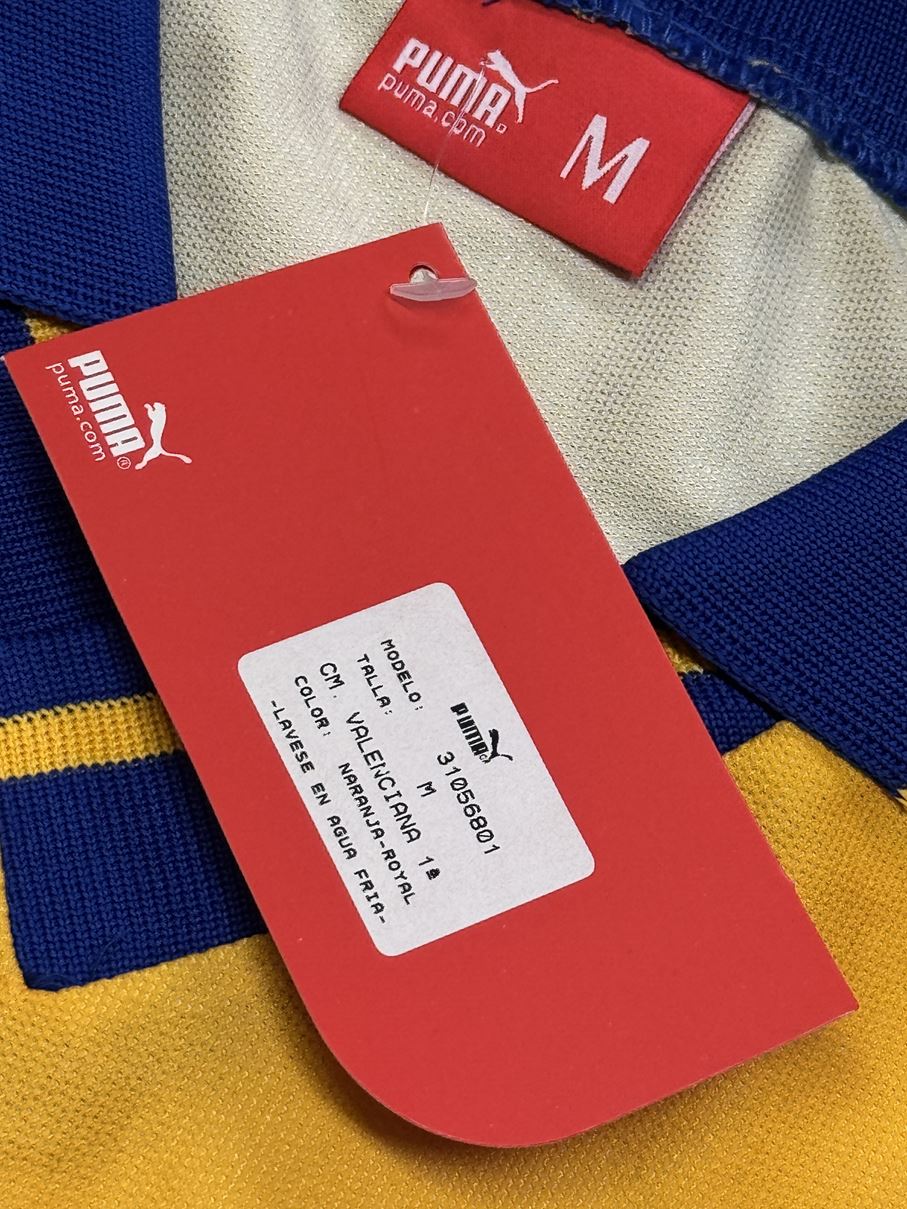 PUMA
puma.com
M
PUMA®
puma.com
PUMA
MODELO: 31056801
TALLA: M
CM. VALENCIANA 1ª
COLOR: NARANJA-ROYAL
-LAVESE EN AGUA FRIA-